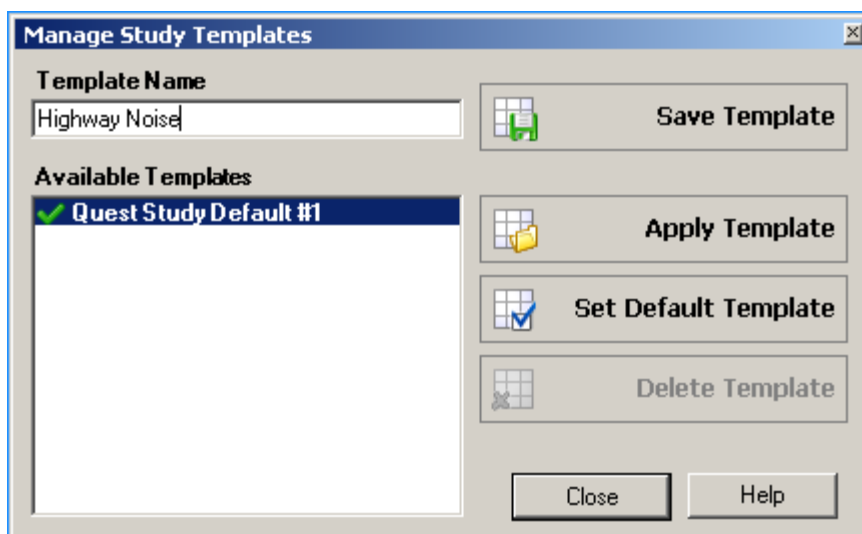 Manage Study Templates
Template Name
Highway Noise
Save Template
Available Templates
Quest Study Default #1
Apply Template
Set Default Template
Delete Template
Close
Help